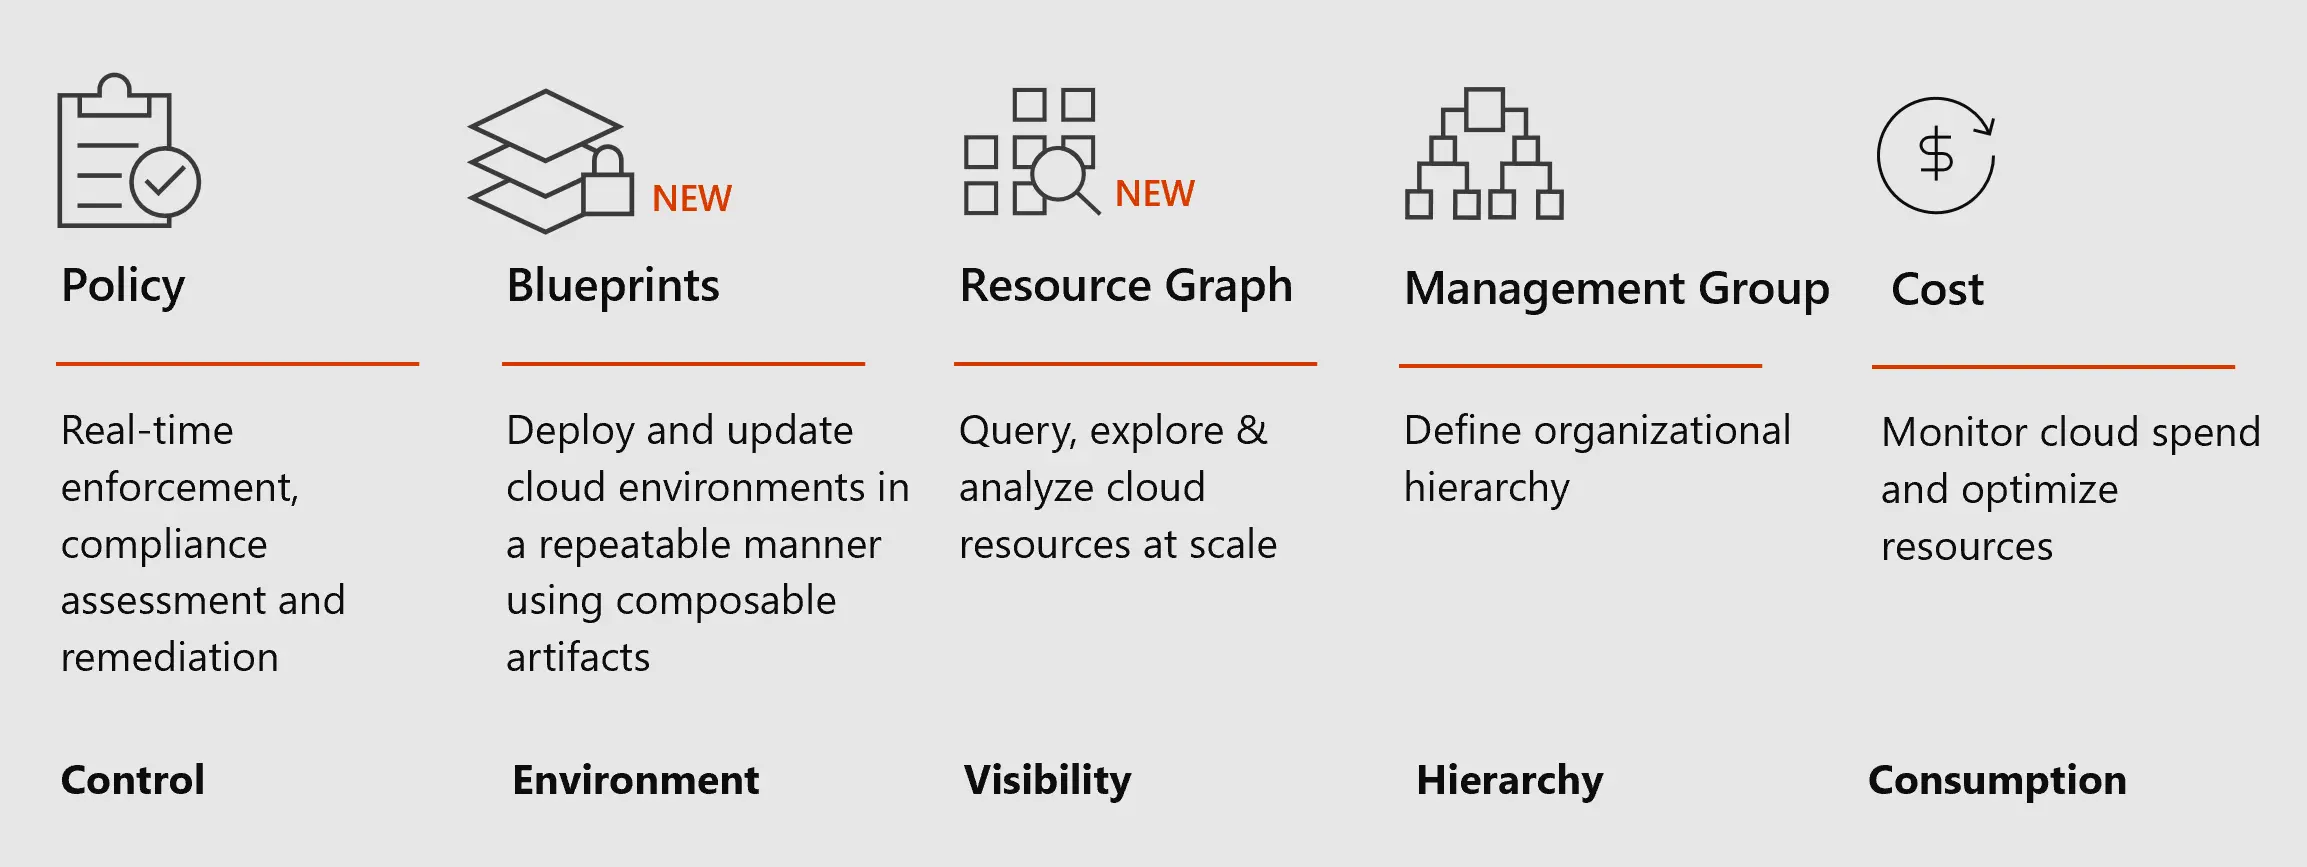 NEW
NEW
$
Policy
Blueprints
Resource Graph
Management Group
Cost
Real-time
enforcement,
compliance
assessment and
remediation
Deploy and update
cloud environments in
a repeatable manner
using composable
artifacts
Query, explore &
analyze cloud
resources at scale
Define organizational
hierarchy
Monitor cloud spend
and optimize
resources
Control
Environment
Visibility
Hierarchy
Consumption